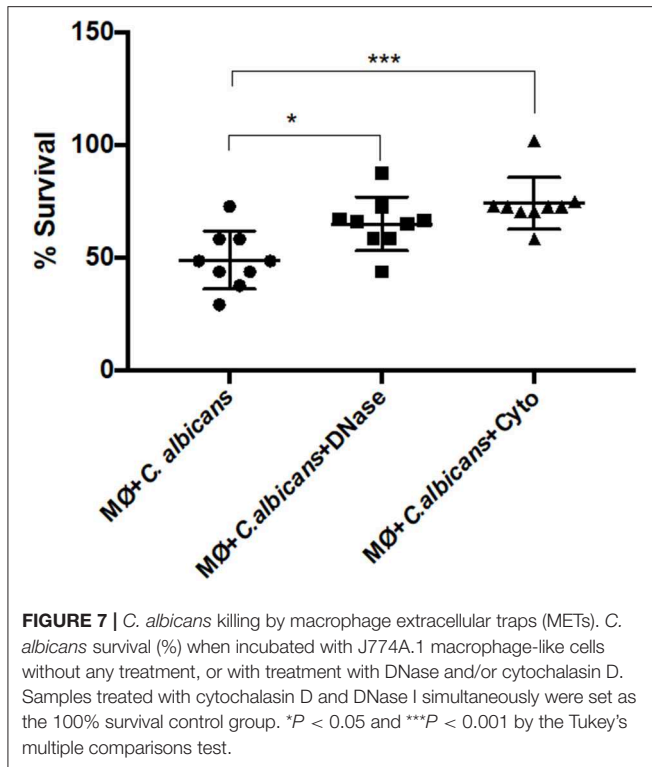 150
***
*
100
% Survival
50
0
MØ+C. albicans
MØ+C.albicans+DNase
MØ+C.albicans+Cyto
FIGURE 7 | C. albicans killing by macrophage extracellular traps (METs). C.
albicans survival (%) when incubated with J774A.1 macrophage-like cells
without any treatment, or with treatment with DNase and/or cytochalasin D.
Samples treated with cytochalasin D and DNase I simultaneously were set as
the 100% survival control group. *P < 0.05 and ***P < 0.001 by the Tukey's
multiple comparisons test.